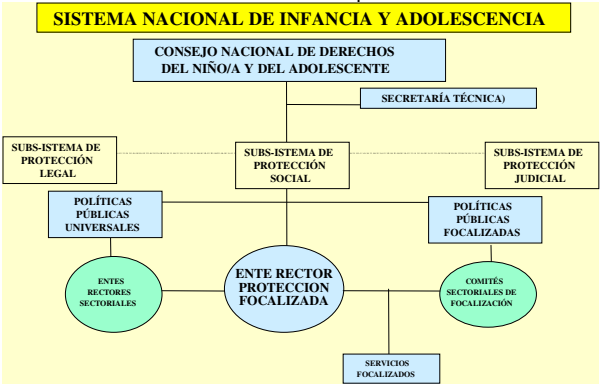 SISTEMA NACIONAL DE INFANCIA Y ADOLESCENCIA
CONSEJO NACIONAL DE DERECHOS
DEL NIÑO/A Y DEL ADOLESCENTE
SECRETARÍA TÉCNICA)
SUBS-ISTEMA DE
PROTECCIÓN
LEGAL
SUBS-ISTEMA DE
PROTECCIÓN
SOCIAL
SUBS-ISTEMA DE
PROTECCIÓN
JUDICIAL
POLÍTICAS
PÚBLICAS
UNIVERSALES
POLÍTICAS
PÚBLICAS
FOCALIZADAS
ENTES
RECTORES
SECTORIALES
ENTE RECTOR
PROTECCION
FOCALIZADA
COMITÉS
SECTORIALES DE
FOCALIZACIÓN
SERVICIOS
FOCALIZADOS